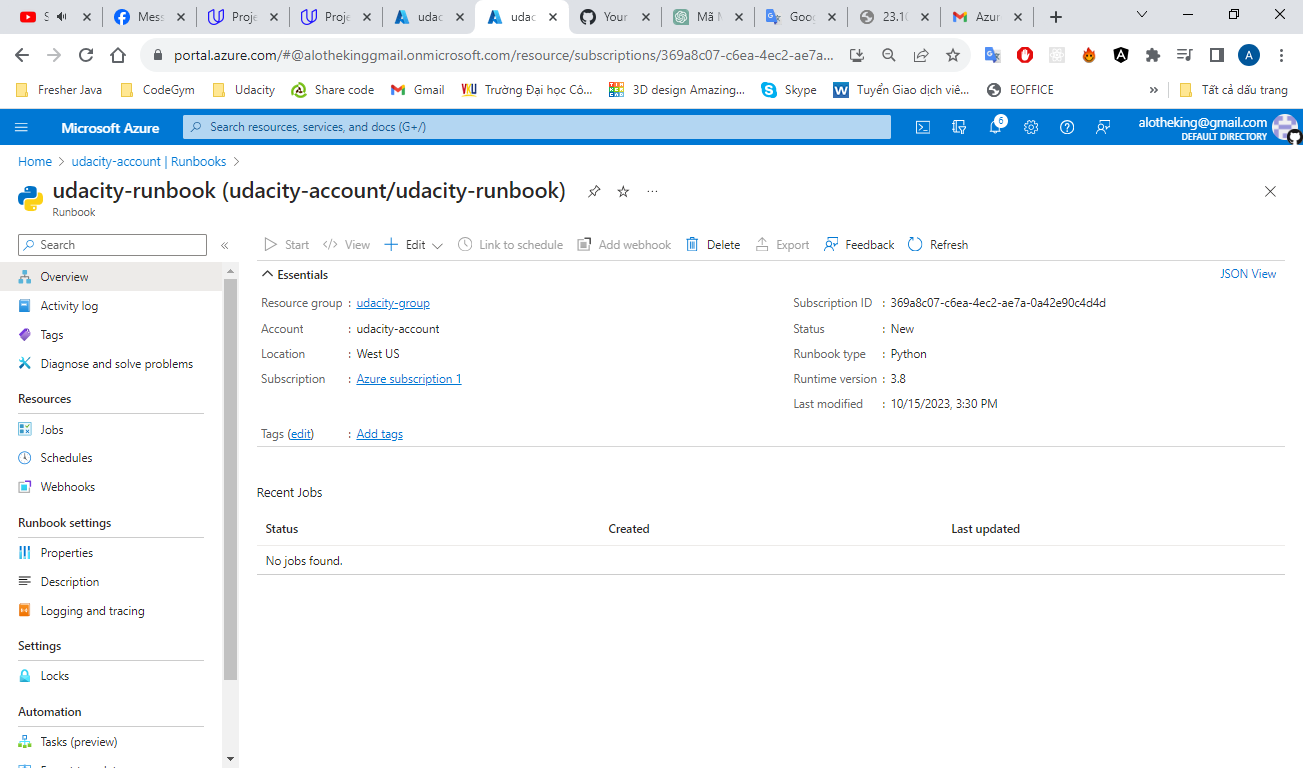 S
Mess
Proje
Proje
udac
udac
Your
Mã M
Goog
23.10
Azur
portal.azure.com/#@alothekinggmail.onmicrosoft.com/resource/subscriptions/369a8c07-c6ea-4ec2-ae7a...
A
Fresher Java
CodeGym
Udacity
Share code
Gmail
Trường Đại học Cô...
3D design Amazing...
Skype
Tuyển Giao dịch viê...
EOFFICE
»
Tất cả dấu trang
Microsoft Azure
Search resources, services, and docs (G+/)
6
alotheking@gmail.com
DEFAULT DIRECTORY
Home > udacity-account | Runbooks >
udacity-runbook (udacity-account/udacity-runbook)
...
Runbook
Search
«
Start
View
Edit
Link to schedule
Add webhook
Delete
Export
Feedback
Refresh
Overview
Activity log
Tags
Diagnose and solve problems
Resources
Jobs
Schedules
Webhooks
Runbook settings
Properties
Description
Logging and tracing
Settings
Locks
Automation
Tasks (preview)
Essentials
JSON View
Resource group : udacity-group
Account : udacity-account
Location : West US
Subscription : Azure subscription 1
Subscription ID : 369a8c07-c6ea-4ec2-ae7a-0a42e90c4d4d
Status : New
Runbook type : Python
Runtime version : 3.8
Last modified : 10/15/2023, 3:30 PM
Tags (edit) : Add tags
Recent Jobs
Status Created Last updated
No jobs found.